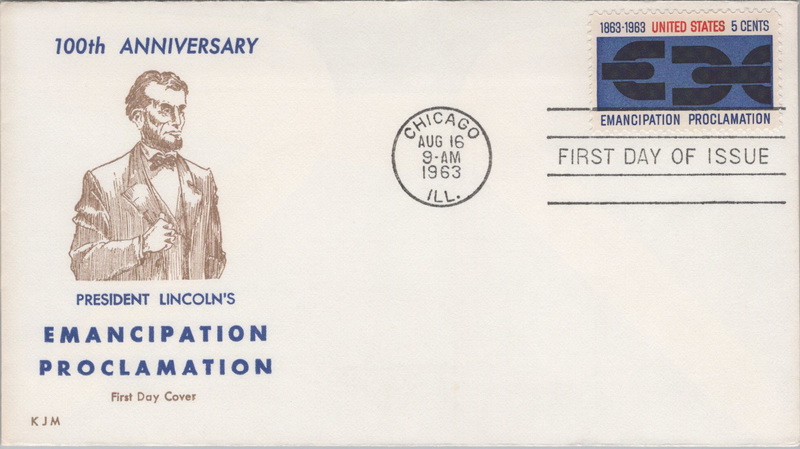 100th ANNIVERSARY
PRESIDENT LINCOLN'S
EMANCIPATION
PROCLAMATION
First Day Cover
KJM
CHICAGO
AUG 16
9-AM
1963
ILL.
1863-1963 UNITED STATES 5 CENTS
EMANCIPATION PROCLAMATION
FIRST DAY OF ISSUE